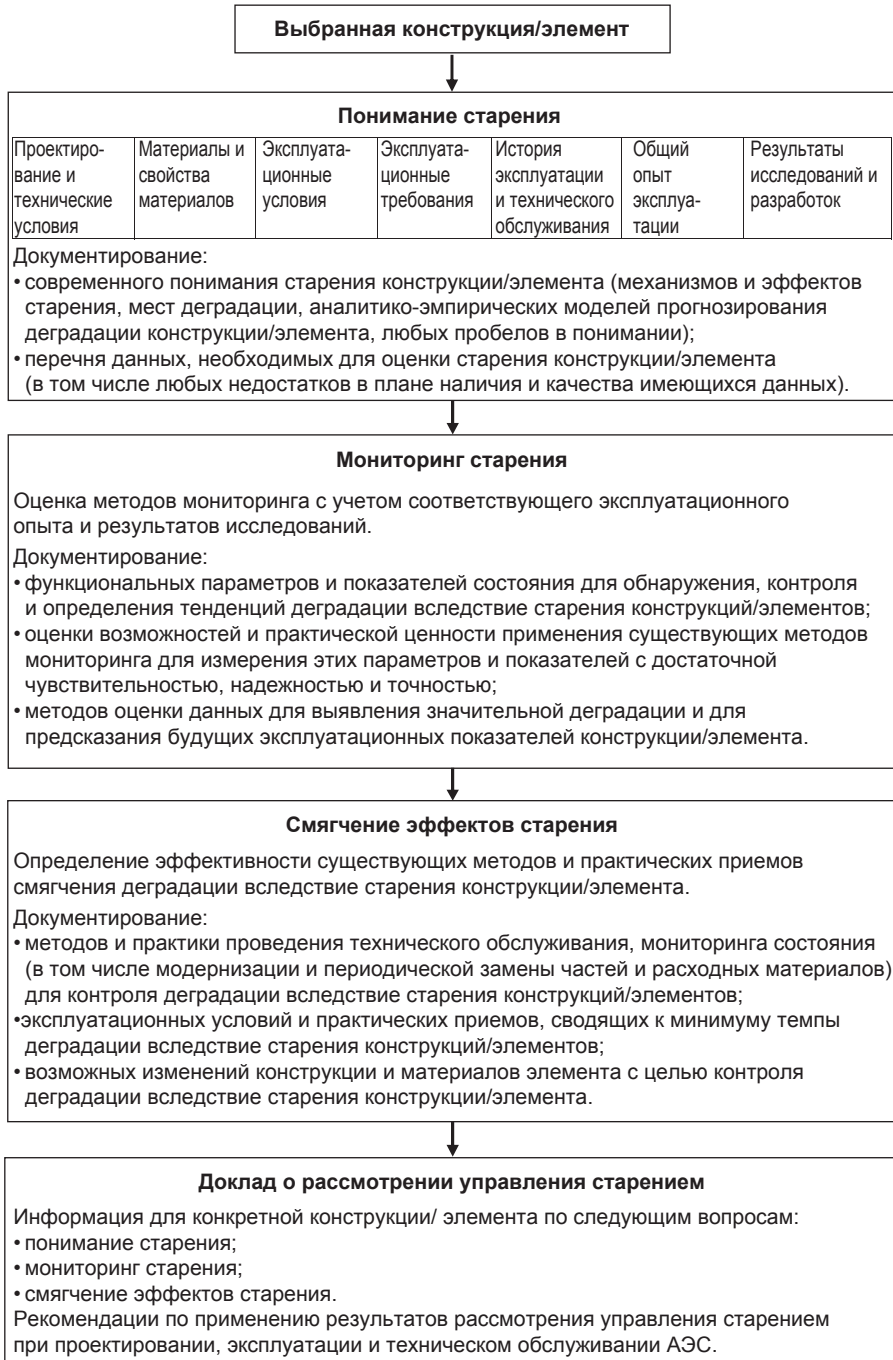 Выбранная конструкция/элемент
Понимание старения
Проектиро-
вание и
технические
условия
Материалы и
свойства
материалов
Эксплуата-
ционные
условия
Эксплуата-
ционные
требования
История
эксплуатации
и технического
обслуживания
Общий
опыт
эксплуа-
тации
Результаты
исследований и
разработок
Документирование:
• современного понимания старения конструкции/элемента (механизмов и эффектов
старения, мест деградации, аналитико-эмпирических моделей прогнозирования
деградации конструкции/элемента, любых пробелов в понимании);
• перечня данных, необходимых для оценки старения конструкции/элемента
(в том числе любых недостатков в плане наличия и качества имеющихся данных).
Мониторинг старения
Оценка методов мониторинга с учетом соответствующего эксплуатационного
опыта и результатов исследований.
Документирование:
• функциональных параметров и показателей состояния для обнаружения, контроля
и определения тенденций деградации вследствие старения конструкций/элементов;
• оценки возможностей и практической ценности применения существующих методов
мониторинга для измерения этих параметров и показателей с достаточной
чувствительностью, надежностью и точностью;
• методов оценки данных для выявления значительной деградации и для
предсказания будущих эксплуатационных показателей конструкции/элемента.
Смягчение эффектов старения
Определение эффективности существующих методов и практических приемов
смягчения деградации вследствие старения конструкции/элемента.
Документирование:
• методов и практики проведения технического обслуживания, мониторинга состояния
(в том числе модернизации и периодической замены частей и расходных материалов)
для контроля деградации вследствие старения конструкций/элементов;
•эксплуатационных условий и практических приемов, сводящих к минимуму темпы
деградации вследствие старения конструкций/элементов;
• возможных изменений конструкции и материалов элемента с целью контроля
деградации вследствие старения конструкции/элемента.
Доклад о рассмотрении управления старением
Информация для конкретной конструкции/ элемента по следующим вопросам:
• понимание старения;
• мониторинг старения;
• смягчение эффектов старения.
Рекомендации по применению результатов рассмотрения управления старением
при проектировании, эксплуатации и техническом обслуживании АЭС.